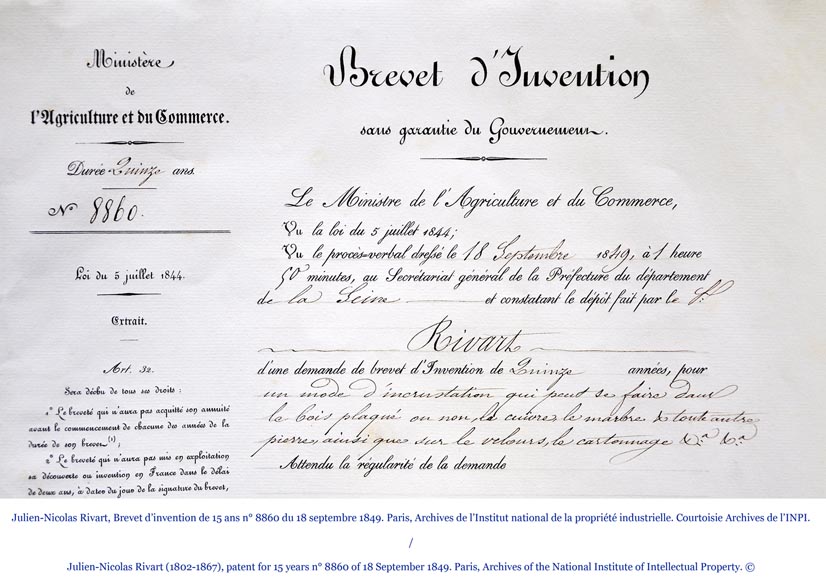 Ministère
de
l'Agriculture et du Commerce.
Durée Quinze ans.
N° 8860.
Loi du 5 juillet 1844.
Extrait.
Art. 32.
Sera déchu de tous ses droits :
1° Le breveté qui n'aura pas acquitté son annuité
avant le commencement de chacune des années de la
durée de son brevet (1);
2° Le breveté qui n'aura pas mis en exploitation
sa découverte ou invention en France dans le délai
de deux ans, à dater du jour de la signature du brevet,
Brevet d'Invention
sans garantie du Gouvernement.
Le Ministre de l'Agriculture et du Commerce,
Vu la loi du 5 juillet 1844;
Vu le procès-verbal dressé le 18 Septembre 1849, à 1 heure
50 minutes, au Secrétariat général de la Préfecture du département
de la Seine et constatant le dépôt fait par le Sr.
Rivart
d'une demande de brevet d'Invention de Quinze années, pour
un mode d'incrustation qui peut se faire dans
le bois plaqué ou non, le cuivre, le marbre & toute autre
pierre, ainsi que sur le velours, le cartonnage &a. &a.
Attendu la régularité de la demande
Julien-Nicolas Rivart, Brevet d'invention de 15 ans n° 8860 du 18 septembre 1849. Paris, Archives de l'Institut national de la propriété industrielle. Courtoisie Archives de l'INPI.
/
Julien-Nicolas Rivart (1802-1867), patent for 15 years n° 8860 of 18 September 1849. Paris, Archives of the National Institute of Intellectual Property. ©